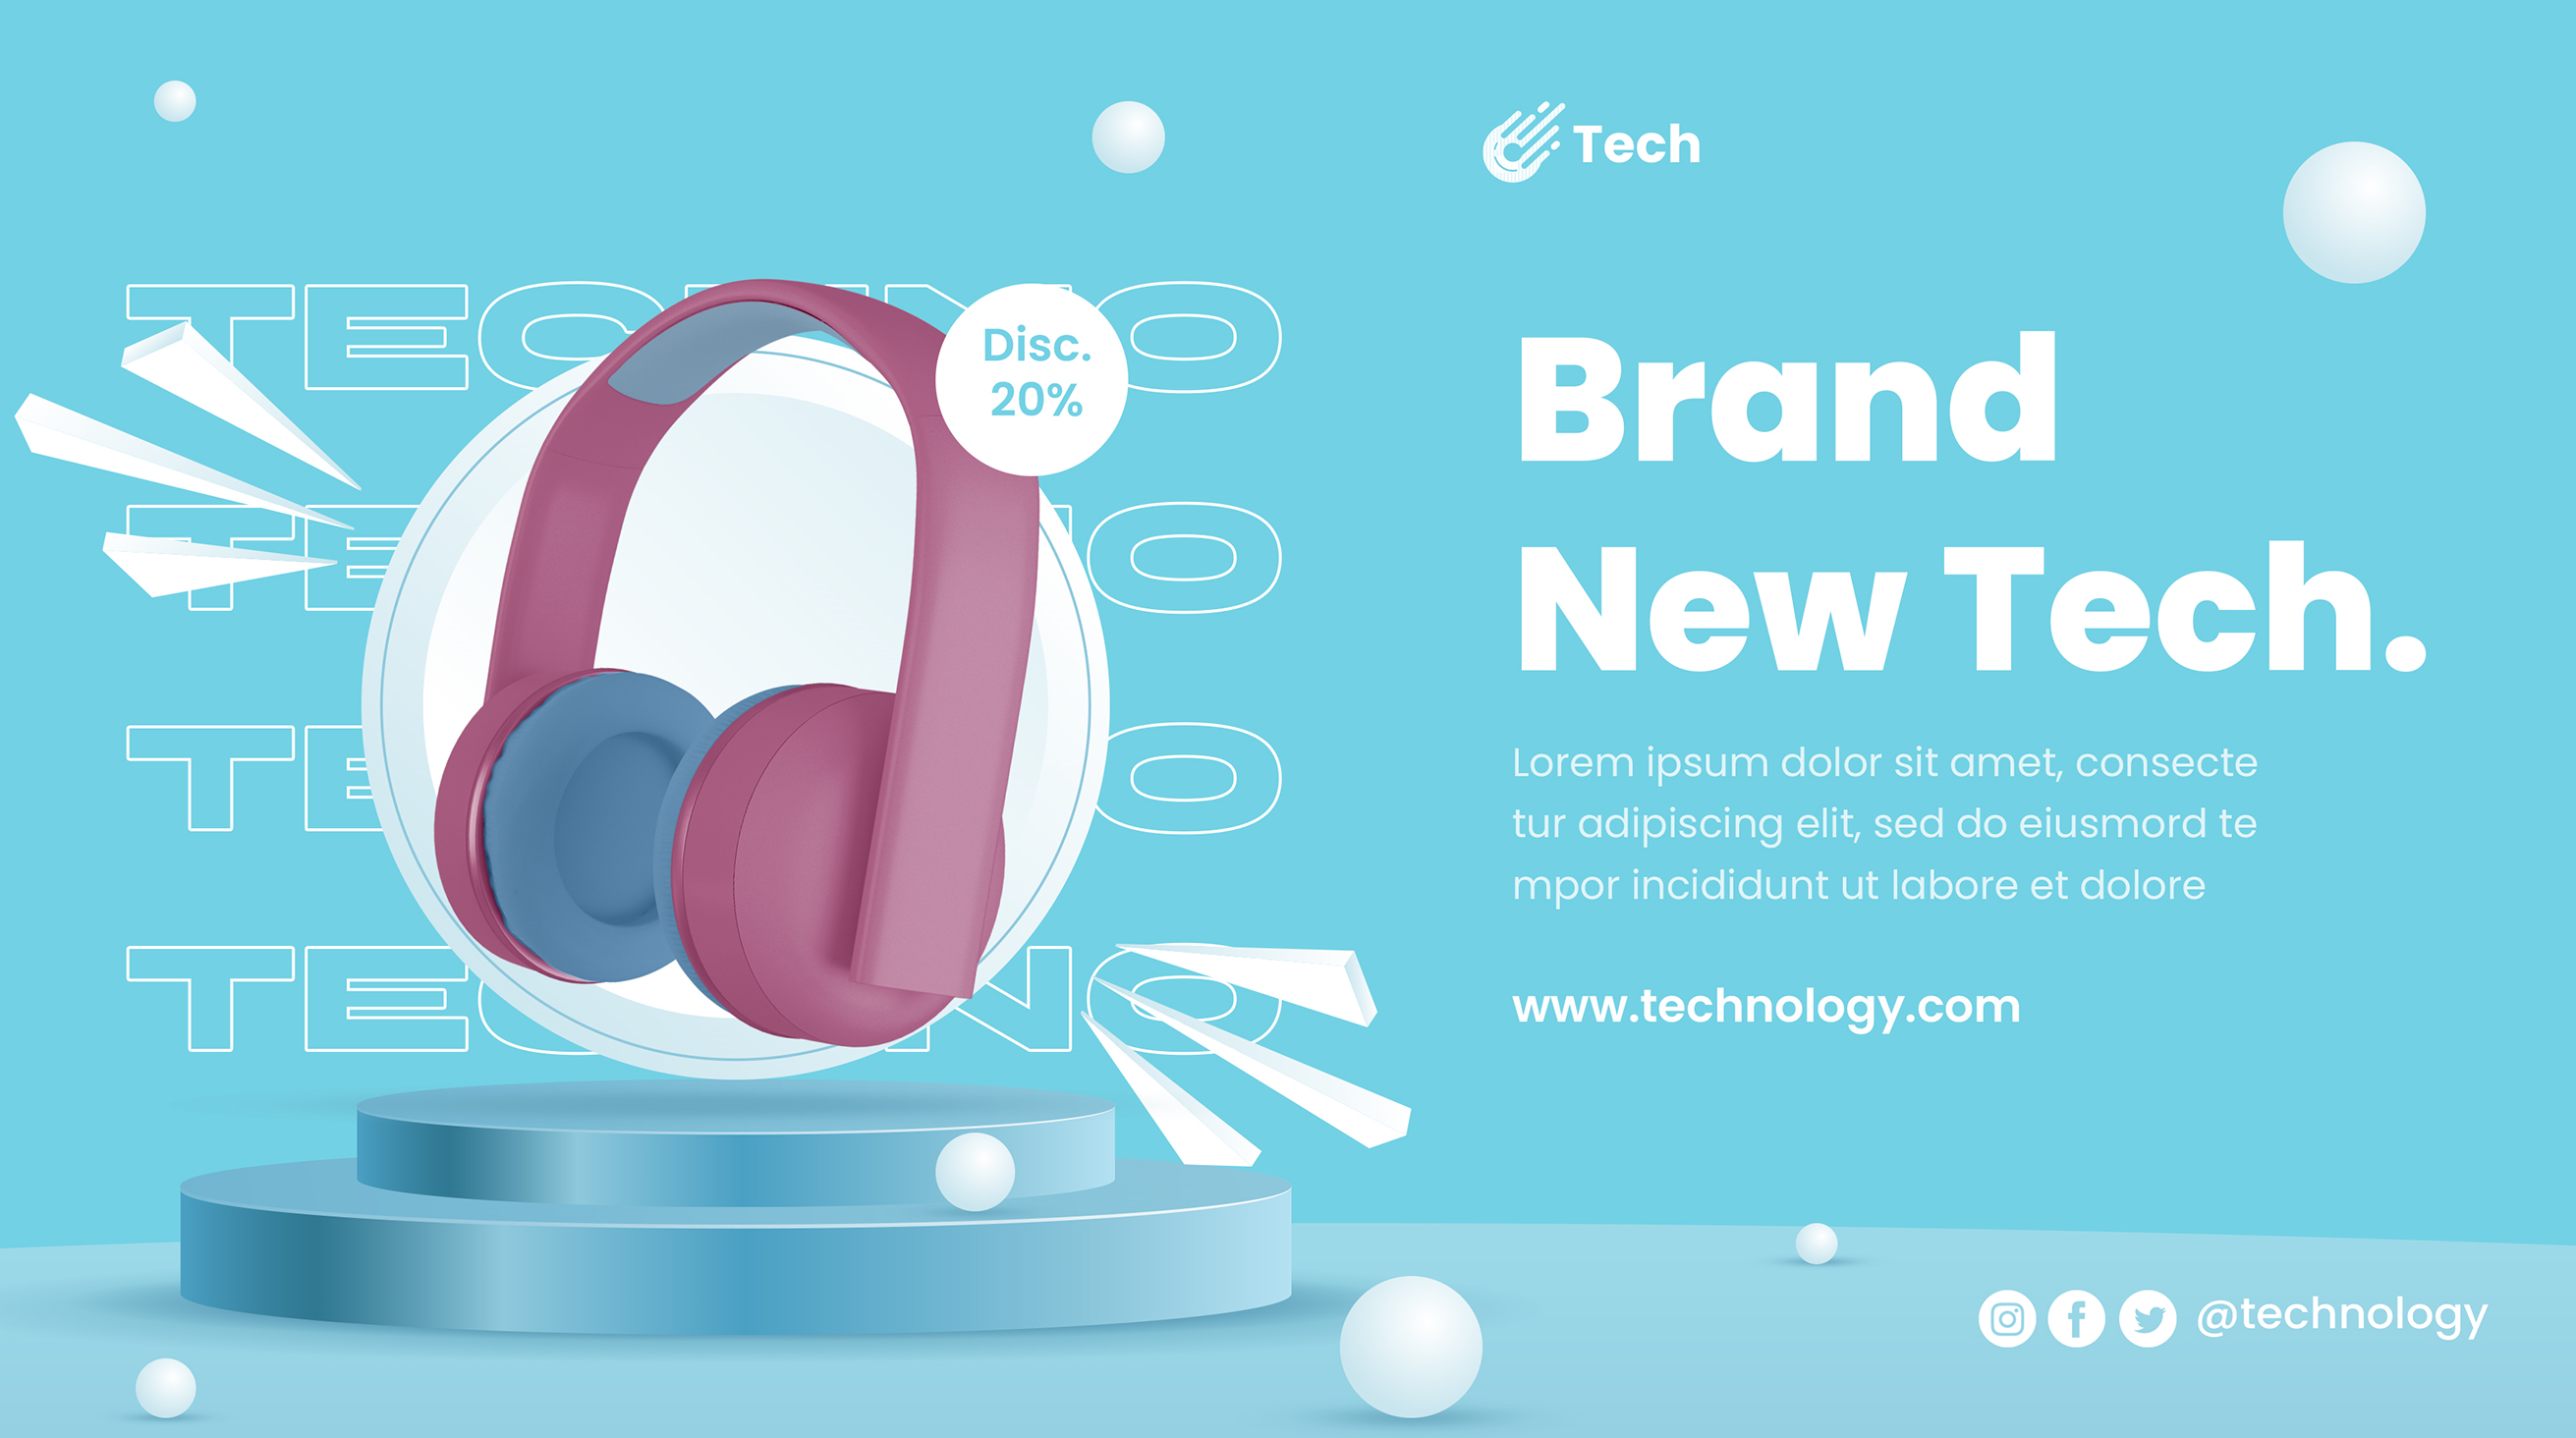 Tech
TECHNO
Disc.
20%
TECHNO
TECHNO
TECHNO
Brand
New Tech.
Lorem ipsum dolor sit amet, consecte
tur adipiscing elit, sed do eiusmord te
mpor incididunt ut labore et dolore
www.technology.com
@technology